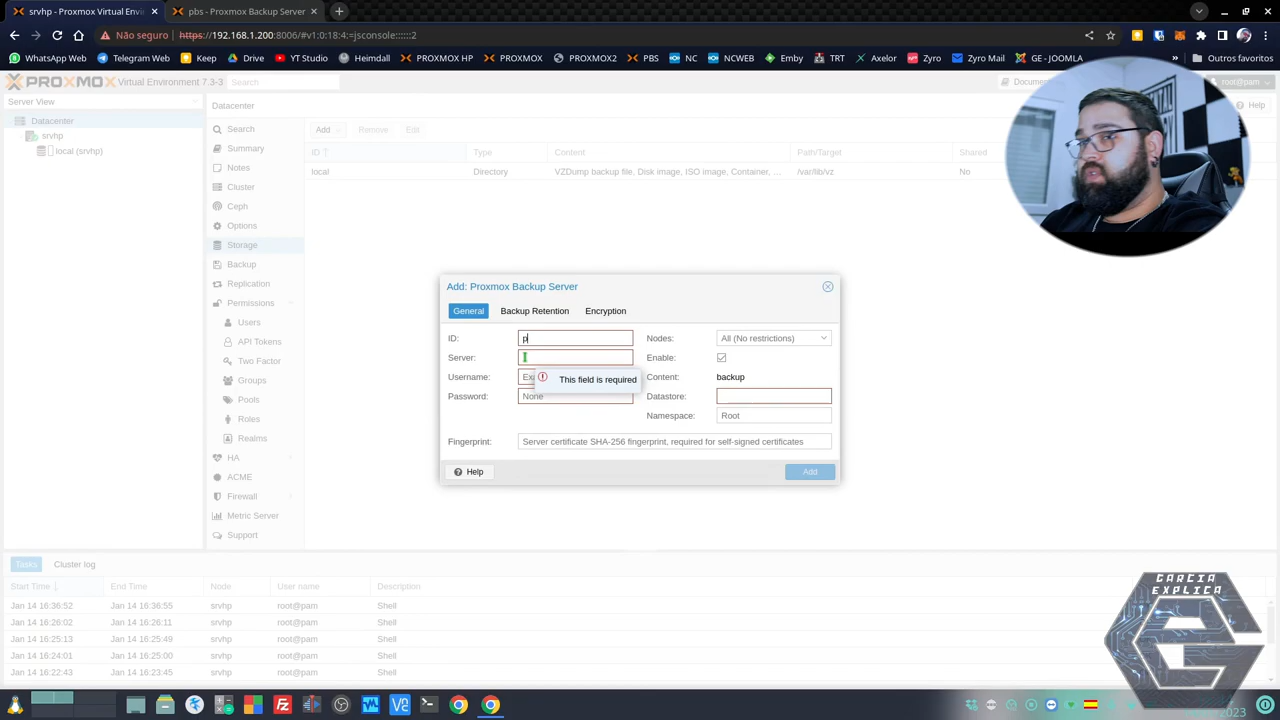 srvhp - Proxmox Virtual E
Proxmox Backup Server
Não seguro
https://192.168.1.200:8006/#v1:0:18:4:=jsconsole::::::2
WhatsApp Web
Telegram Web
Keep
Drive
YT Studio
Home Assistant
PROXMOX HP
PROXMOX
PROXMOX2
PBS
NC
NCWEB
Emby
TRT
Axelor
Zyro
Zyro Mail
GE - JOOMLA
»
Outros favoritos
PROXMOX
Virtual Environment 7.3-3
Search
root@pam
Server View
Datacenter
srvhp
local (srvhp)
Datacenter
Help
Search
Summary
Notes
Cluster
Ceph
Options
Storage
Backup
Replication
Permissions
Users
API Tokens
Two Factor
Groups
Pools
Roles
Realms
HA
ACME
Firewall
Metric Server
Support
Add
Remove
Edit
ID
Type
Content
Path/Target
Shared
local
Directory
VZDump backup file, Disk image, ISO image, Container, ...
/var/lib/vz
No
Add: Proxmox Backup Server
General
Backup Retention
Encryption
ID:
p
Nodes:
All (No restrictions)
Server:
Enable:
Username:
This field is required
Content:
backup
Password:
None
Datastore:
Namespace:
Root
Fingerprint:
Server certificate SHA-256 fingerprint, required for self-signed certificates
Help
Add
Tasks
Cluster log
Start Time
End Time
Node
User name
Description
Jan 14 16:36:52
Jan 14 16:36:55
srvhp
root@pam
Shell
Jan 14 16:26:02
Jan 14 16:26:11
srvhp
root@pam
Shell
Jan 14 16:25:13
Jan 14 16:25:49
srvhp
root@pam
Shell
Jan 14 16:24:01
Jan 14 16:25:00
srvhp
root@pam
Shell
Jan 14 16:22:43
Jan 14 16:23:45
srvhp
root@pam
Shell
GARCIA
EXPLICA